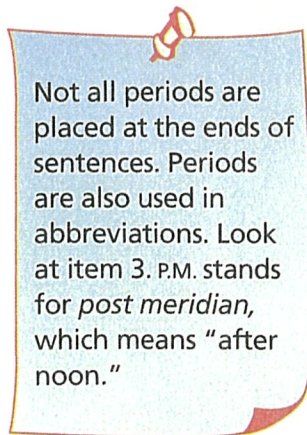 Not all periods are
placed at the ends of
sentences. Periods
are also used in
abbreviations. Look
at item 3. P.M. stands
for post meridian,
which means “after
noon.”